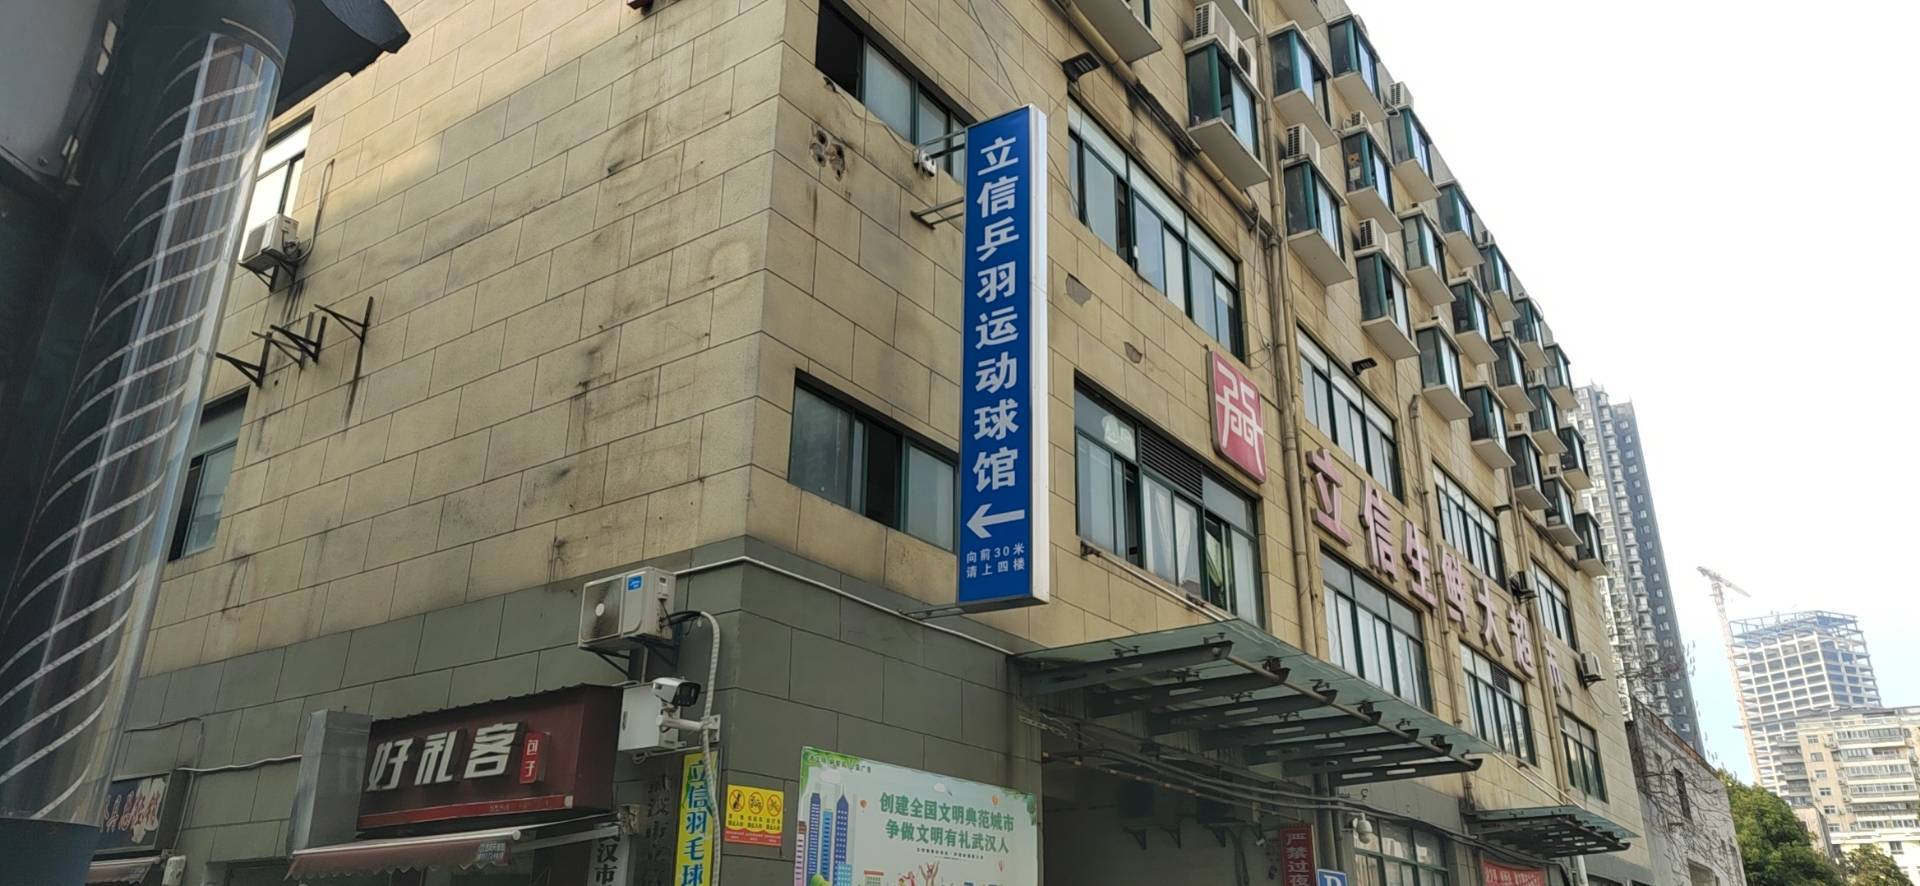 立信乒羽运动球馆
向前30米
请上四楼
立信生鲜大超市
好礼客
包子
立信羽毛球
创建全国文明典范城市
争做文明有礼武汉人
严禁过夜
P